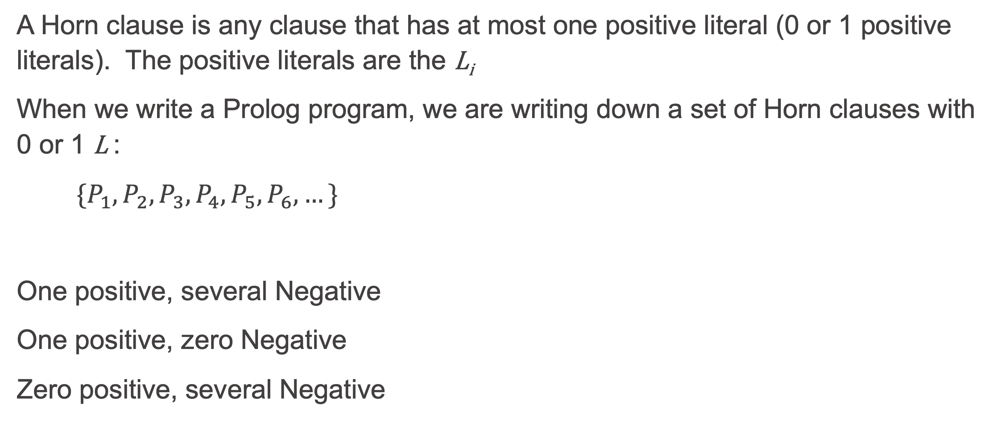 A Horn clause is any clause that has at most one positive literal (0 or 1 positive
literals).  The positive literals are the L_i
When we write a Prolog program, we are writing down a set of Horn clauses with
0 or 1 L:
{P₁, P₂, P₃, P₄, P₅, P₆, … }
One positive, several Negative
One positive, zero Negative
Zero positive, several Negative